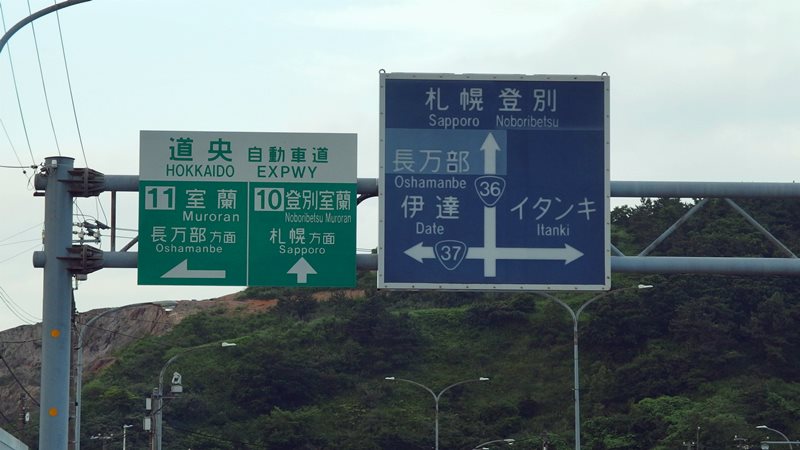 道央 自動車道
HOKKAIDO EXPWY
11 室蘭
Muroran
長万部方面
Oshamanbe
10 登別室蘭
Noboribetsu Muroran
札幌方面
Sapporo
札幌 登別
Sapporo Noboribetsu
長万部
Oshamanbe
36
伊達
Date
イタンキ
Itanki
37